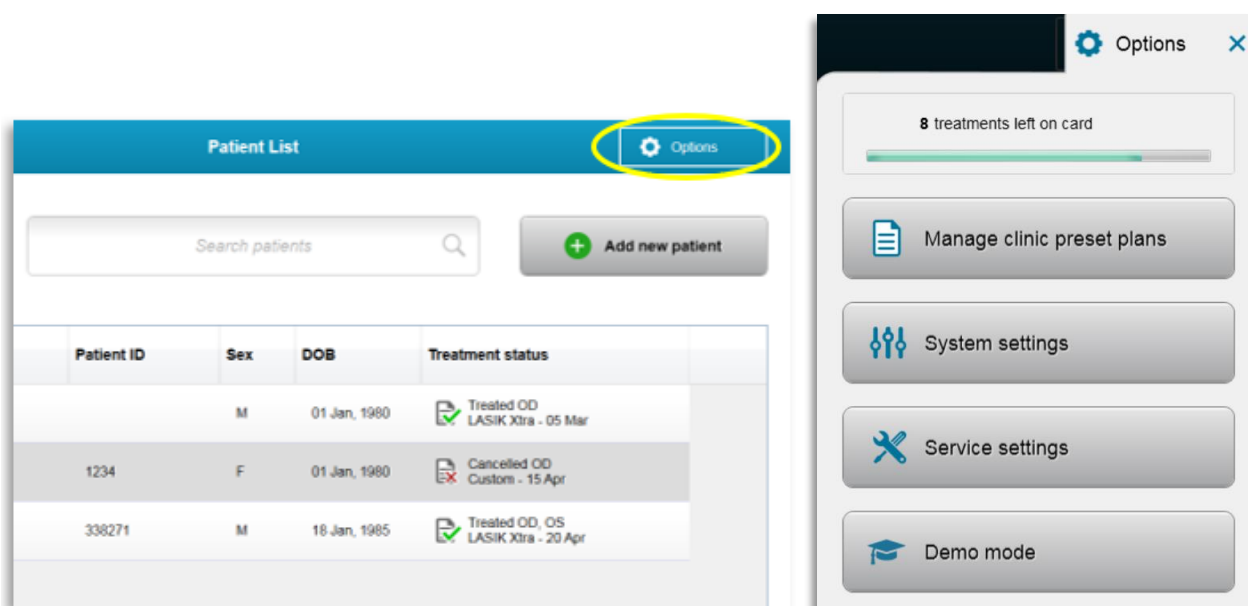 Patient List
Options
Search patients
Add new patient
Patient ID Sex DOB Treatment status
M 01 Jan, 1980 Treated OD
LASIK Xtra - 05 Mar
1234 F 01 Jan, 1980 Cancelled OD
Custom - 15 Apr
338271 M 18 Jan, 1985 Treated OD, OS
LASIK Xtra - 20 Apr
Options
8 treatments left on card
Manage clinic preset plans
System settings
Service settings
Demo mode